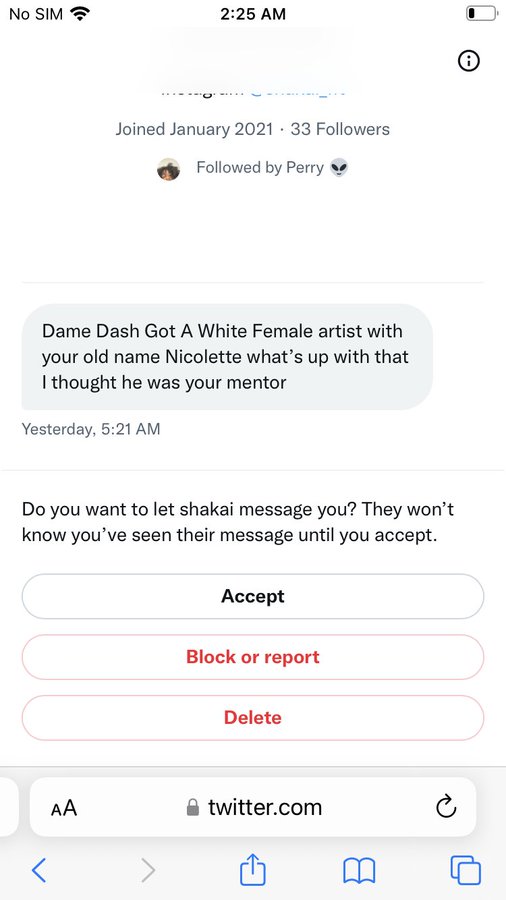 No SIM 2:25 AM
Joined January 2021 · 33 Followers
Followed by Perry 👽
Dame Dash Got A White Female artist with
your old name Nicolette what's up with that
I thought he was your mentor
Yesterday, 5:21 AM
Do you want to let shakai message you? They won't
know you've seen their message until you accept.
Accept
Block or report
Delete
AA twitter.com